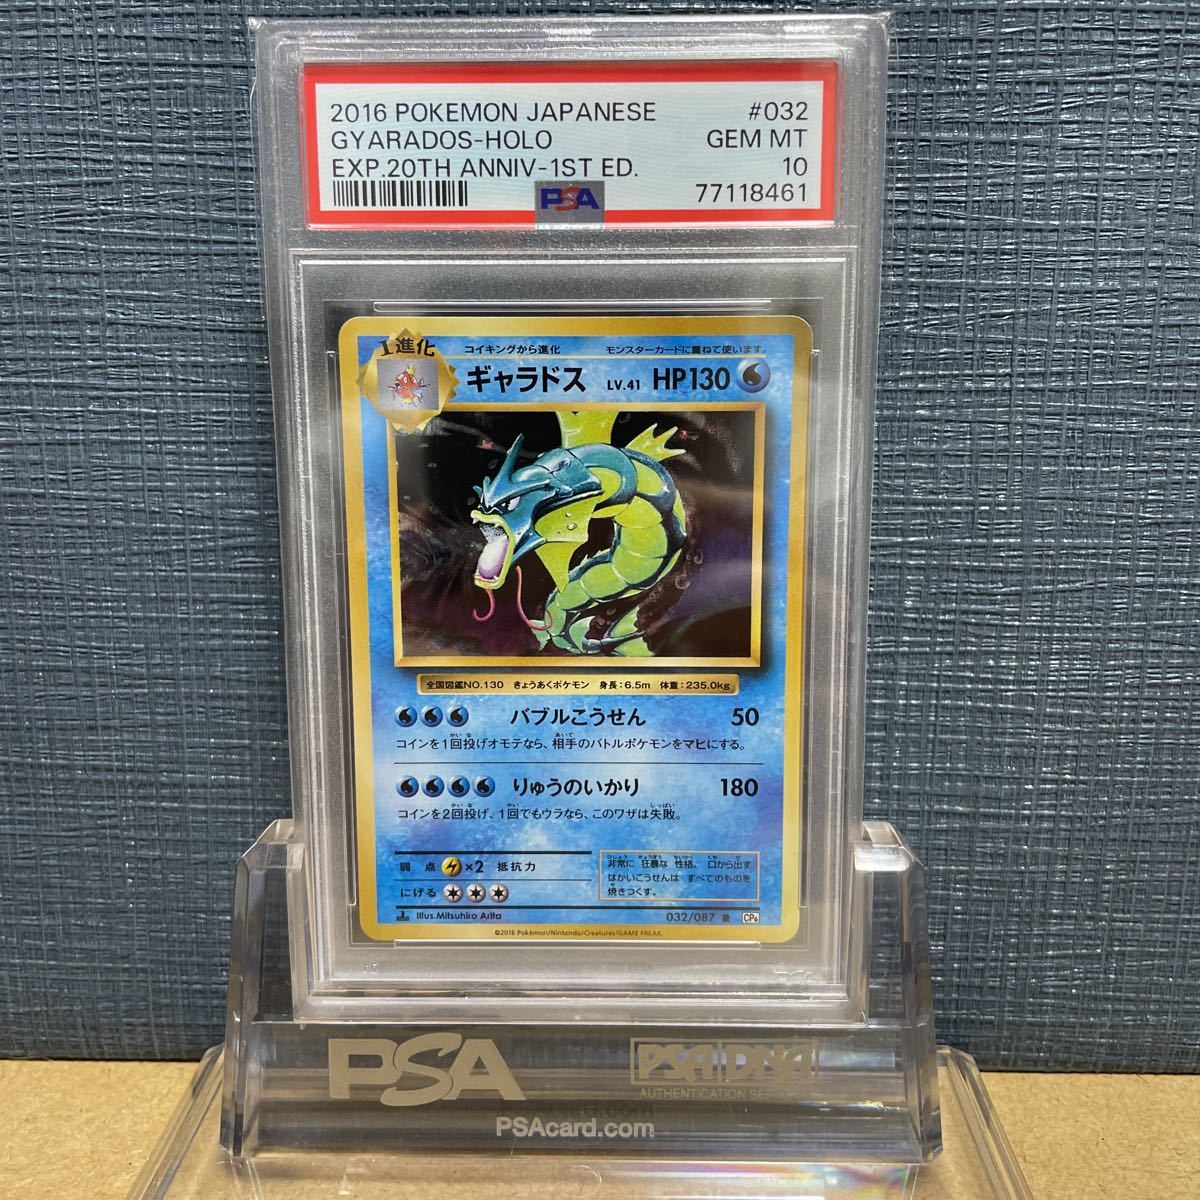 2016 POKEMON JAPANESE #032
GYARADOS-HOLO GEM MT
EXP.20TH ANNIV-1ST ED. 10
PSA 77118461
1進化
コイキングから進化 モンスターカードに重ねて使います。
ギャラドス LV.41 HP130
全国図鑑NO.130 きょうあくポケモン 身長:6.5m 体重:235.0kg
バブルこうせん 50
コインを1回投げオモテなら、相手のバトルポケモンをマヒにする。
りゅうのいかり 180
コインを2回投げ、1回でもウラなら、このワザは失敗。
弱点 ×2 抵抗力
にげる
非常に 狂暴な 性格。口から出す
はかいこうせんは すべてのものを
焼きつくす。
Illus.Mitsuhiro Arita 032/087 R CP6
©2016 Pokémon/Nintendo/Creatures/GAME FREAK.
PSA PSA/DNA
AUTHENTICATION
PSAcard.com